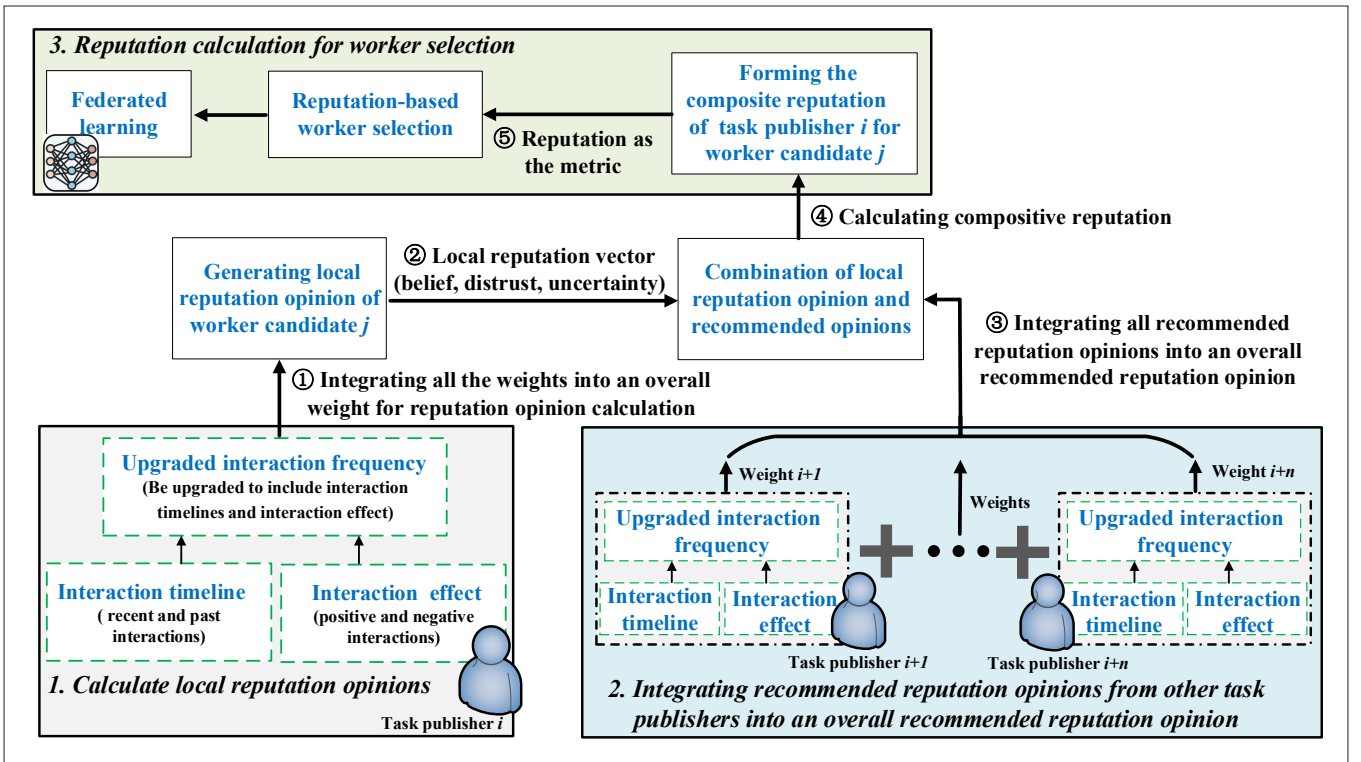 3. Reputation calculation for worker selection
Federated
learning
Reputation-based
worker selection
Forming the
composite reputation
of task publisher i for
worker candidate j
⑤ Reputation as
the metric
④ Calculating compositive reputation
Generating local
reputation opinion of
worker candidate j
② Local reputation vector
(belief, distrust, uncertainty)
Combination of local
reputation opinion and
recommended opinions
③ Integrating all recommended
reputation opinions into an overall
recommended reputation opinion
① Integrating all the weights into an overall
weight for reputation opinion calculation
Upgraded interaction frequency
(Be upgraded to include interaction
timelines and interaction effect)
Interaction timeline
( recent and past
interactions)
Interaction effect
(positive and negative
interactions)
1. Calculate local reputation opinions
Task publisher i
Weight i+1
Weights
Weight i+n
Upgraded interaction
frequency
Interaction
timeline
Interaction
effect
Task publisher i+1
Upgraded interaction
frequency
Interaction
timeline
Interaction
effect
Task publisher i+n
2. Integrating recommended reputation opinions from other task
publishers into an overall recommended reputation opinion